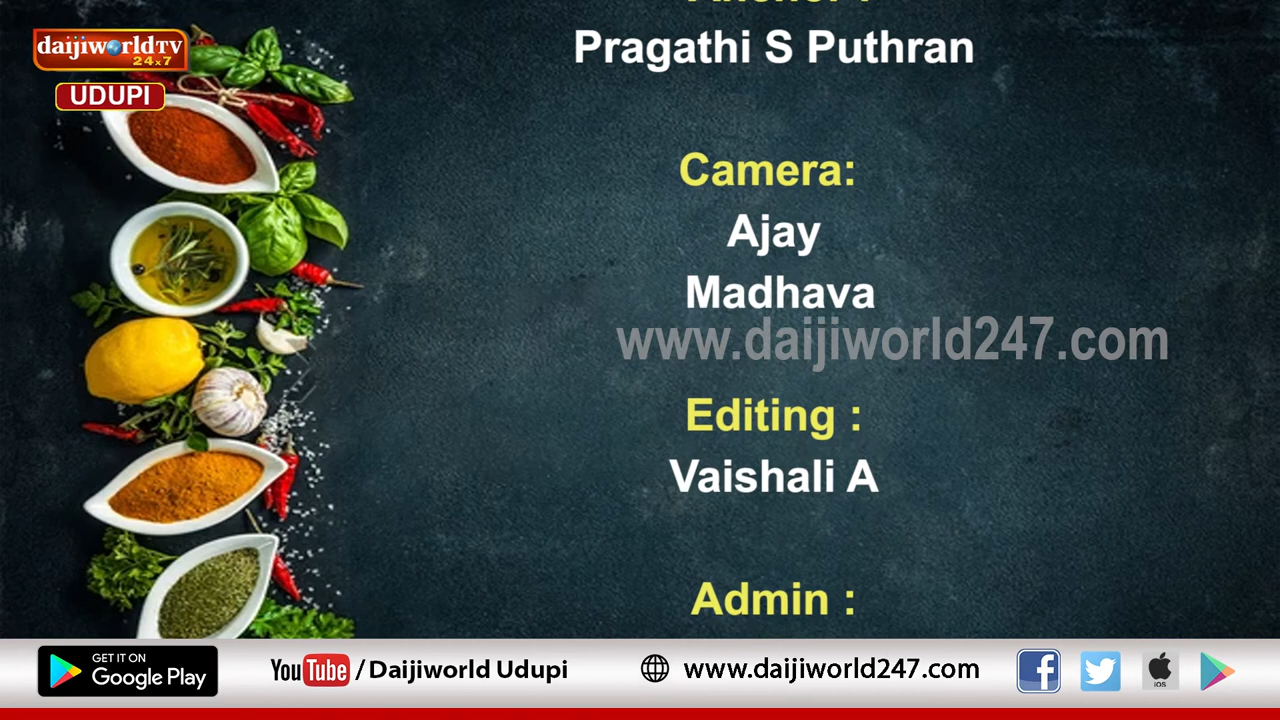 daijiworldTV
24x7
UDUPI
Pragathi S Puthran
Camera:
Ajay
Madhava
www.daijiworld247.com
Editing :
Vaishali A
Admin :
GET IT ON
Google Play
YouTube / Daijiworld Udupi
www.daijiworld247.com
iOS